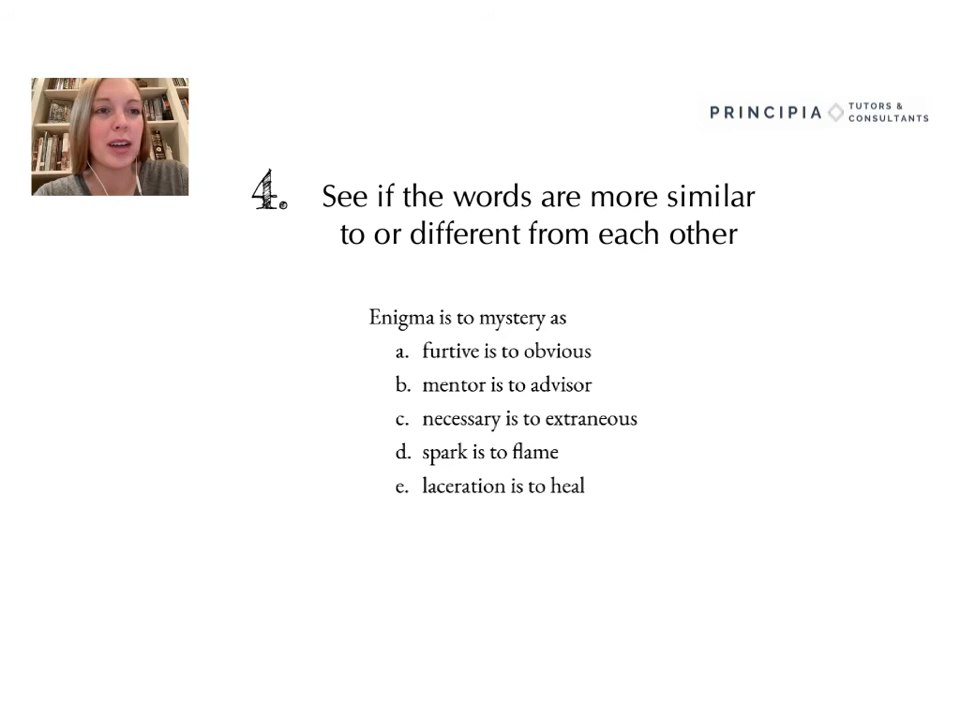 PRINCIPIA TUTORS &
CONSULTANTS
4. See if the words are more similar
to or different from each other
Enigma is to mystery as
a. furtive is to obvious
b. mentor is to advisor
c. necessary is to extraneous
d. spark is to flame
e. laceration is to heal